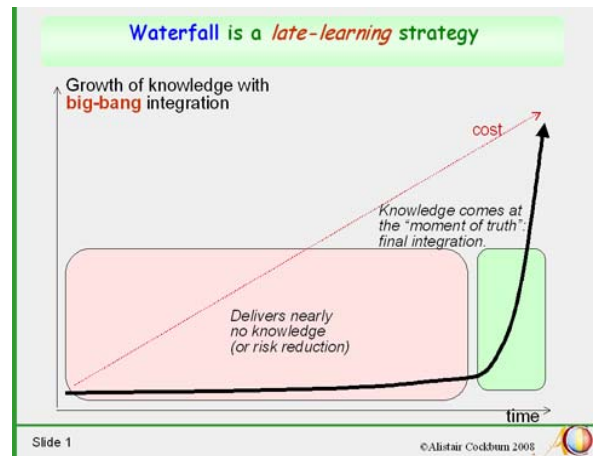 Waterfall is a late-learning strategy
Growth of knowledge with
big-bang integration
cost
Knowledge comes at
the “moment of truth”:
final integration.
Delivers nearly
no knowledge
(or risk reduction)
time
Slide 1
©Alistair Cockburn 2008